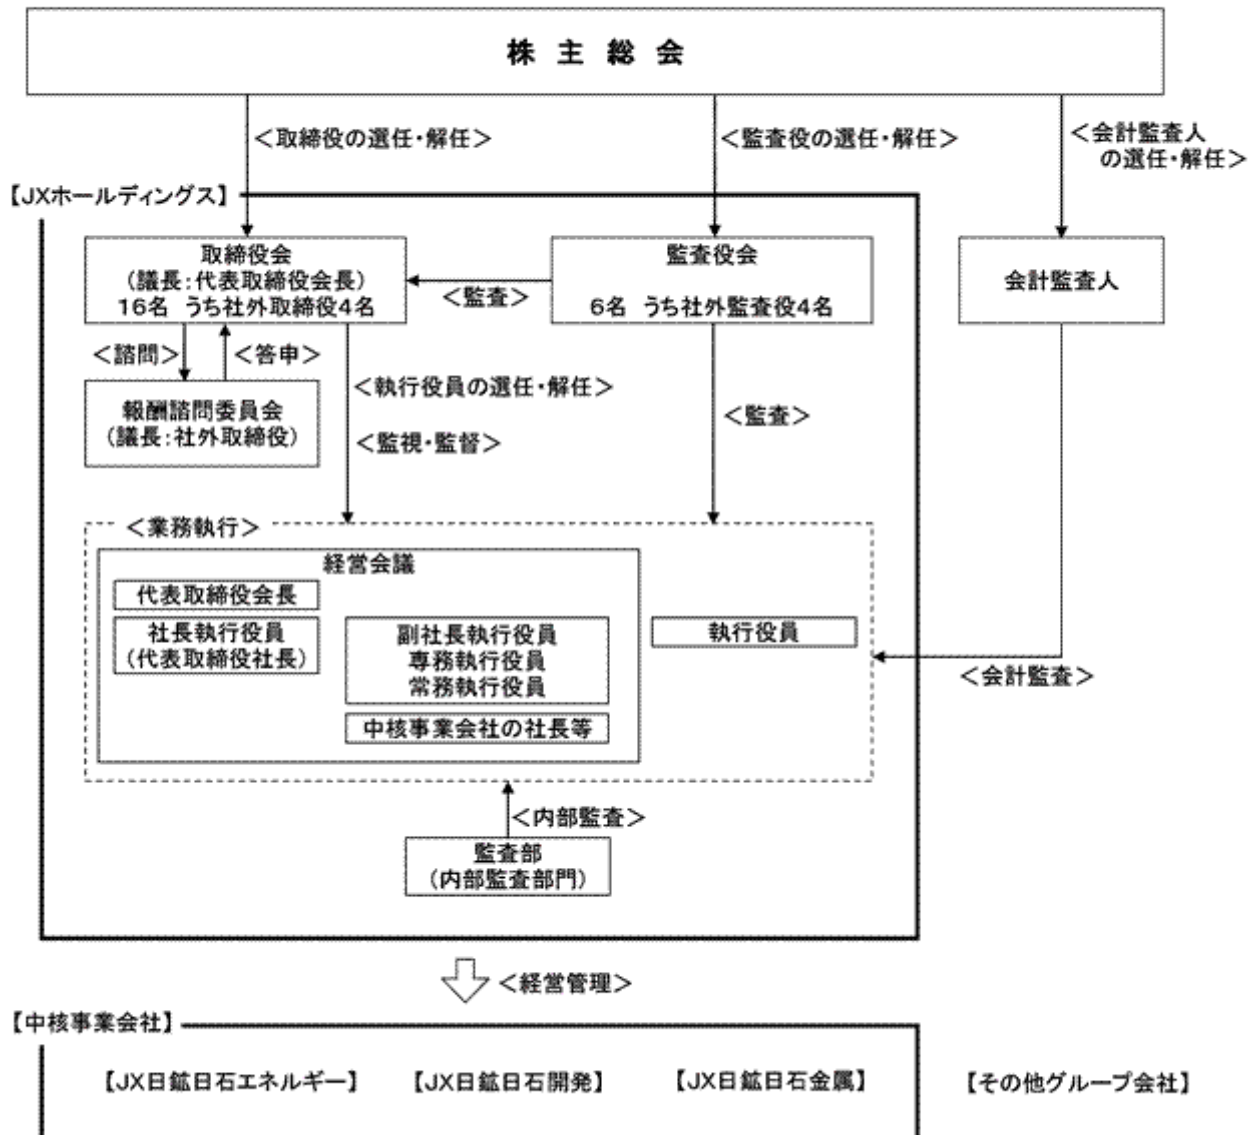 株 主 総 会
＜取締役の選任・解任＞
＜監査役の選任・解任＞
＜会計監査人
の選任・解任＞
【JXホールディングス】
取締役会
(議長:代表取締役会長)
16名 うち社外取締役4名
＜監査＞
監査役会
6名 うち社外監査役4名
会計監査人
＜諮問＞
＜答申＞
報酬諮問委員会
(議長:社外取締役)
＜執行役員の選任・解任＞
＜監視・監督＞
＜監査＞
＜業務執行＞
経営会議
代表取締役会長
社長執行役員
(代表取締役社長)
副社長執行役員
専務執行役員
常務執行役員
中核事業会社の社長等
執行役員
＜会計監査＞
＜内部監査＞
監査部
(内部監査部門)
＜経営管理＞
【中核事業会社】
【JX日鉱日石エネルギー】
【JX日鉱日石開発】
【JX日鉱日石金属】
【その他グループ会社】